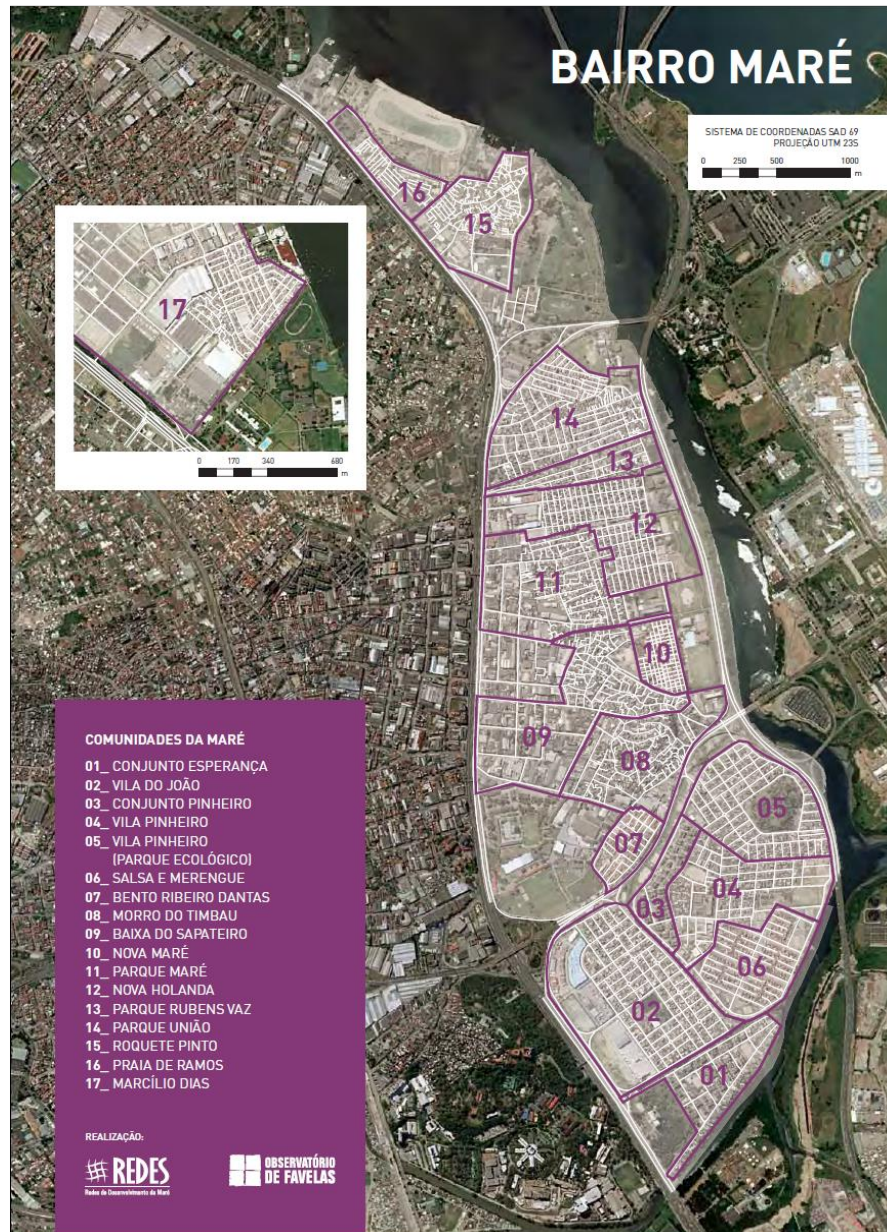 BAIRRO MARÉ
SISTEMA DE COORDENADAS SAD 69
PROJEÇÃO UTM 23S
0 250 500 1000
m
16
15
17
0 170 340 680
m
14
13
12
11
10
09
08
05
07
04
03
06
02
01
COMUNIDADES DA MARÉ
01_ CONJUNTO ESPERANÇA
02_ VILA DO JOÃO
03_ CONJUNTO PINHEIRO
04_ VILA PINHEIRO
05_ VILA PINHEIRO
(PARQUE ECOLÓGICO)
06_ SALSA E MERENGUE
07_ BENTO RIBEIRO DANTAS
08_ MORRO DO TIMBAU
09_ BAIXA DO SAPATEIRO
10_ NOVA MARÉ
11_ PARQUE MARÉ
12_ NOVA HOLANDA
13_ PARQUE RUBENS VAZ
14_ PARQUE UNIÃO
15_ ROQUETE PINTO
16_ PRAIA DE RAMOS
17_ MARCÍLIO DIAS
REALIZAÇÃO:
REDES
Redes de Desenvolvimento da Maré
OBSERVATÓRIO
DE FAVELAS